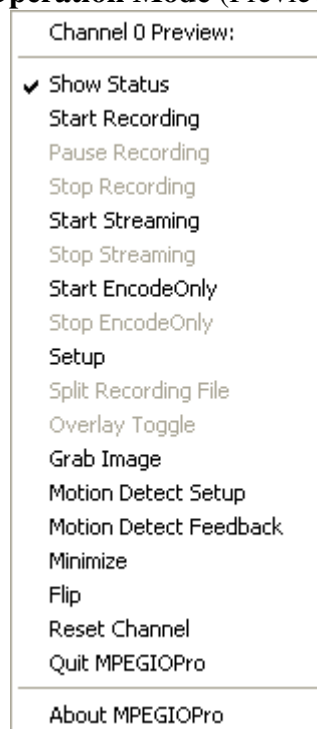 Operation Mode (Previe
Channel 0 Preview:
Show Status
Start Recording
Pause Recording
Stop Recording
Start Streaming
Stop Streaming
Start EncodeOnly
Stop EncodeOnly
Setup
Split Recording File
Overlay Toggle
Grab Image
Motion Detect Setup
Motion Detect Feedback
Minimize
Flip
Reset Channel
Quit MPEGIOPro
About MPEGIOPro